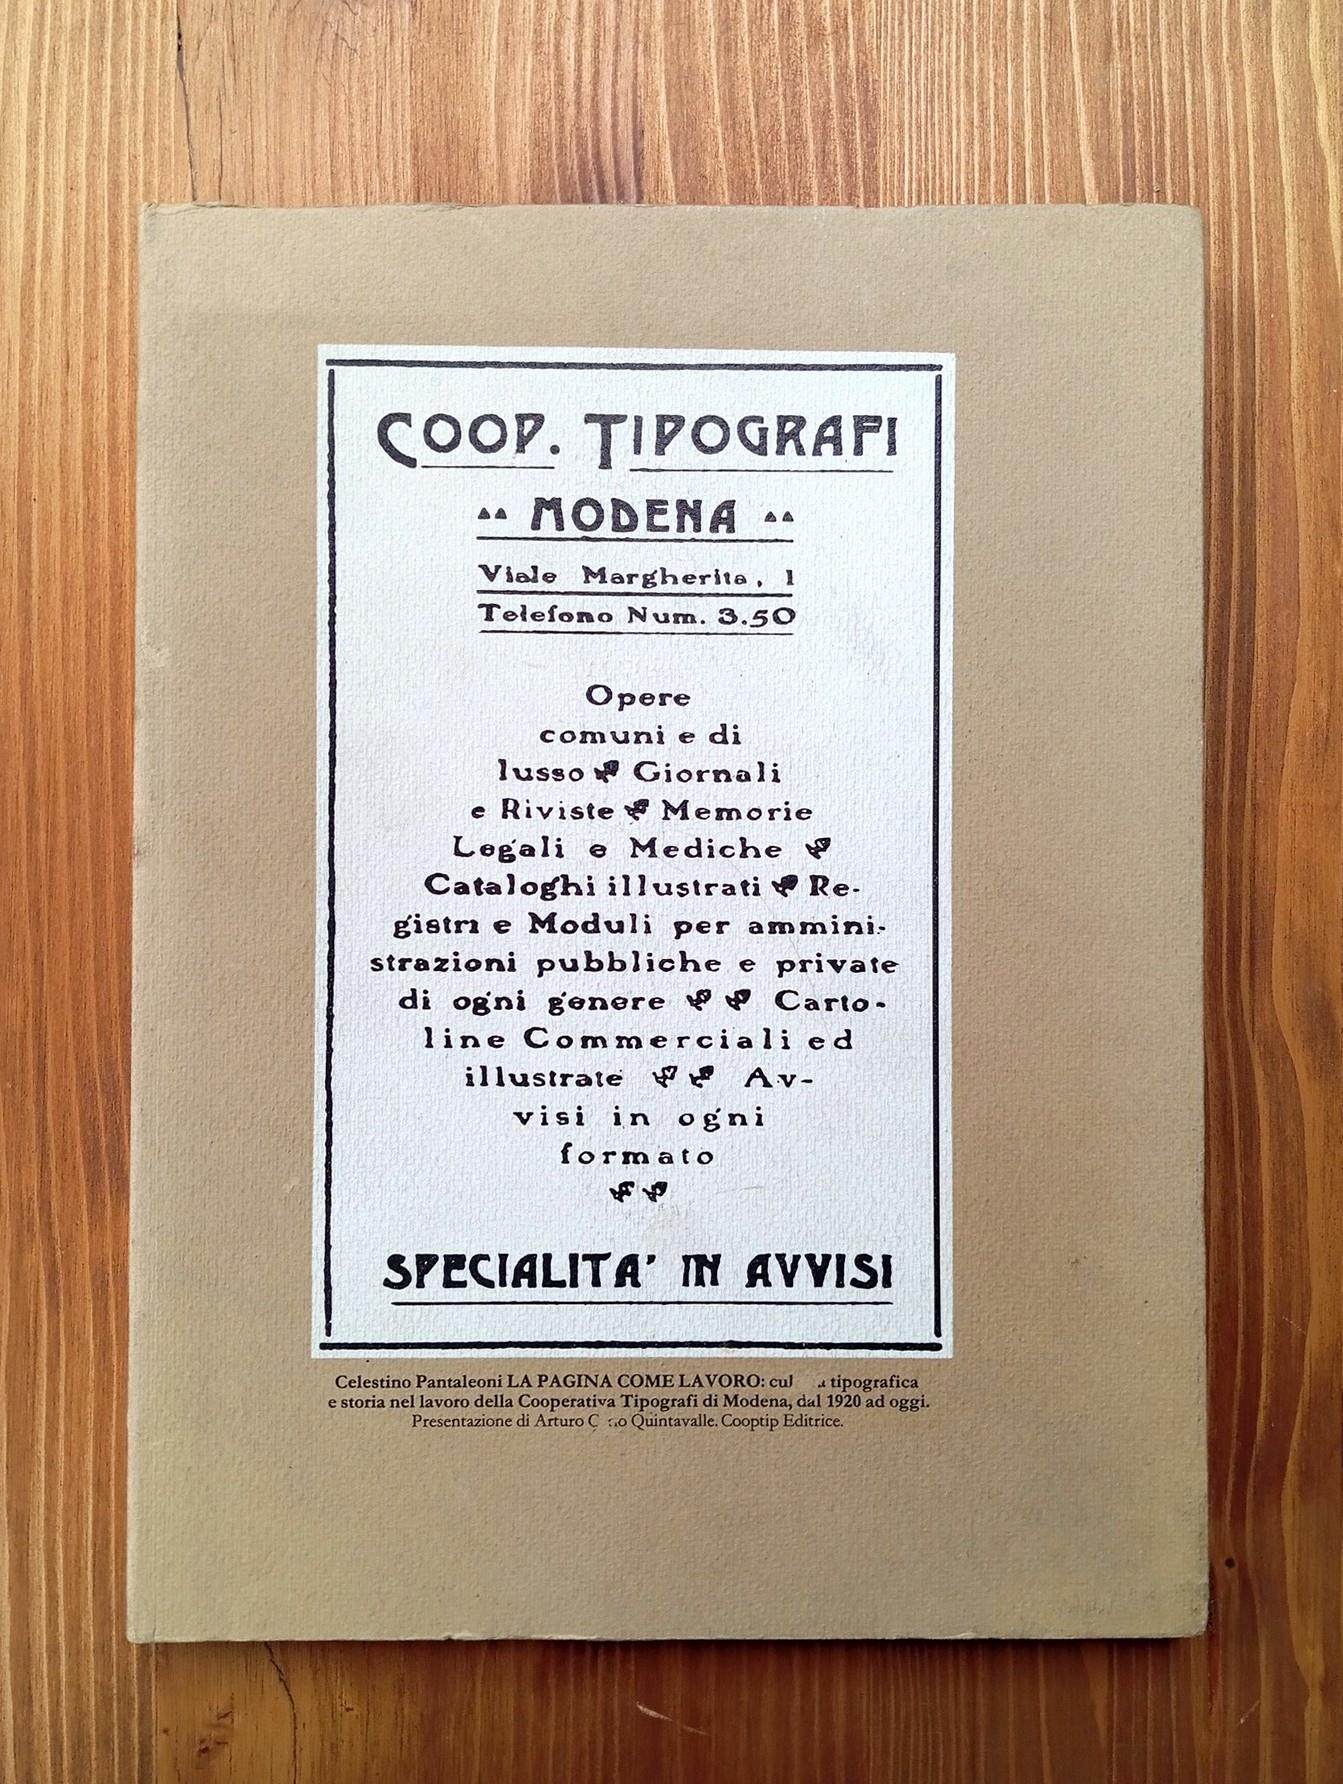 COOP. TIPOGRAFI
MODENA
Viale Margherita, 1
Telefono Num. 3.50
Opere
comuni e di
lusso Giornali
e Riviste Memorie
Legali e Mediche
Cataloghi illustrati Re-
gistri e Moduli per ammini-
strazioni pubbliche e private
di ogni genere Carto-
line Commerciali ed
illustrate Av-
visi in ogni
formato
SPECIALITA' IN AVVISI
Celestino Pantaleoni LA PAGINA COME LAVORO: tipografica
e storia nel lavoro della Cooperativa Tipografi di Modena, dal 1920 ad oggi.
Presentazione di Arturo Quintavalle. Cooptip Editrice.